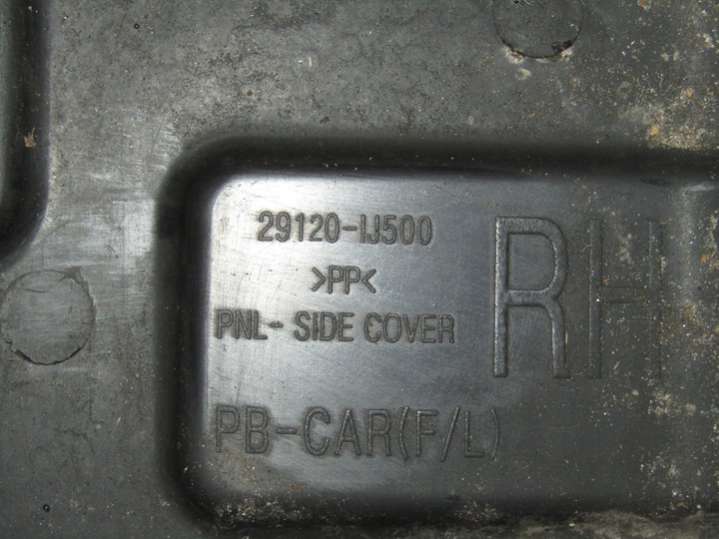 29120-1J500
>PP<
PNL- SIDE COVER
RH
PB-CAR(F/L)